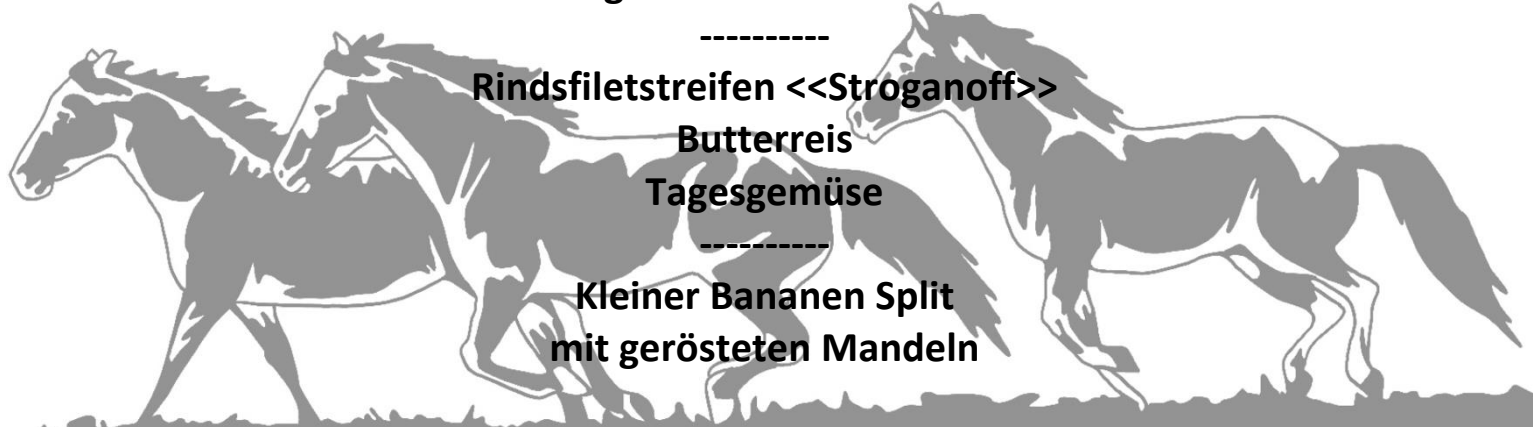 ----------
Rindsfiletstreifen <<Stroganoff>>
Butterreis
Tagesgemüse
----------
Kleiner Bananen Split
mit gerösteten Mandeln